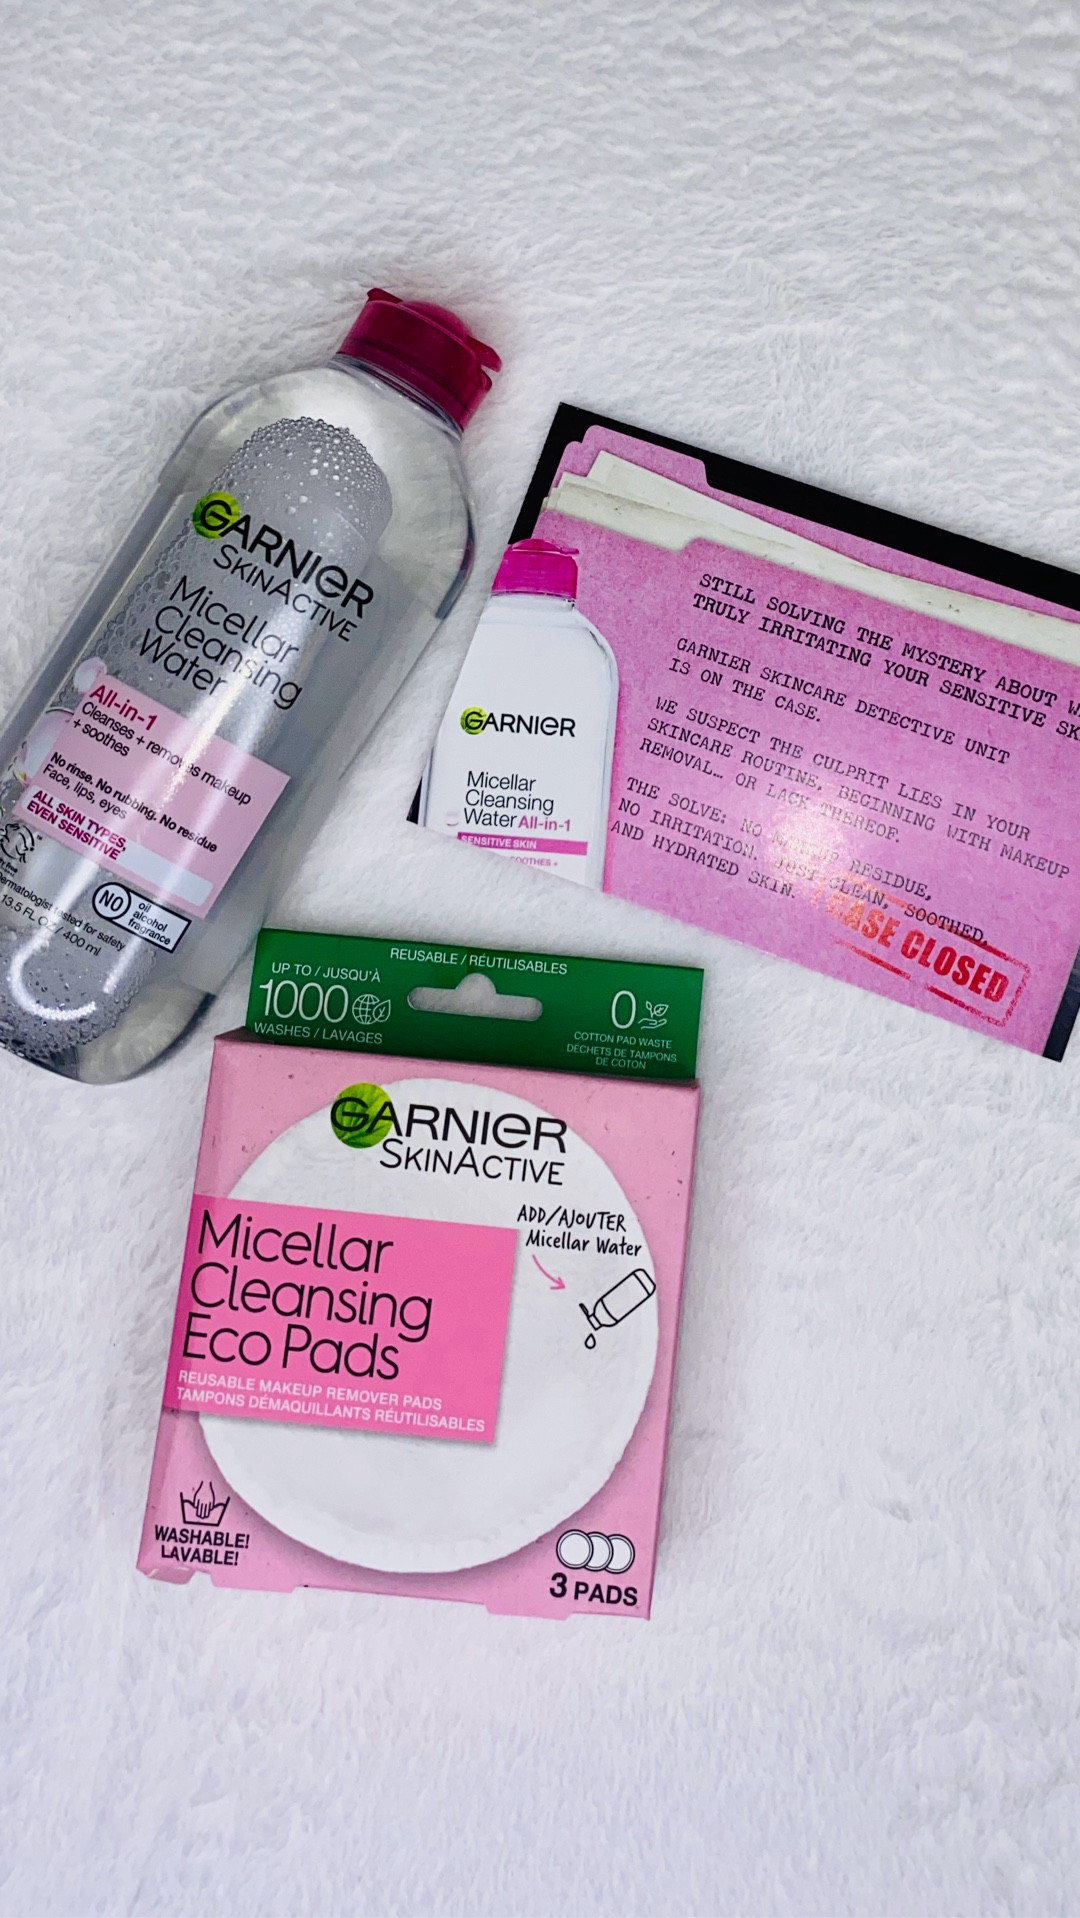 GARNIER
SKINACTIVE
Micellar
Cleansing
Water
All-in-1
Cleanses + removes makeup
+ soothes
No rinse. No rubbing. No residue
Face, lips, eyes
ALL SKIN TYPES,
EVEN SENSITIVE
NO
oil
alcohol
fragrance
tested for safety
13.5 FL OZ / 400 ml
STILL SOLVING THE MYSTERY ABOUT
TRULY IRRITATING YOUR SENSITIVE
GARNIER SKINCARE DETECTIVE UNIT
IS ON THE CASE.
WE SUSPECT THE CULPRIT LIES IN YOUR
SKINCARE ROUTINE, BEGINNING WITH MAKEUP
REMOVAL... OR LACK THEREOF.
THE SOLVE: NO MAKEUP RESIDUE,
NO IRRITATION. JUST CLEAN, SOOTHED,
AND HYDRATED SKIN.
CASE CLOSED
GARNIER
Micellar
Cleansing
Water All-in-1
SENSITIVE SKIN
SOOTHES +
REUSABLE / RÉUTILISABLES
UP TO / JUSQU'À
1000
WASHES / LAVAGES
0
COTTON PAD WASTE
DÉCHETS DE TAMPONS
DE COTON
GARNIER
SKINACTIVE
ADD/AJOUTER
Micellar Water
Micellar
Cleansing
Eco Pads
REUSABLE MAKEUP REMOVER PADS
TAMPONS DÉMAQUILLANTS RÉUTILISABLES
WASHABLE!
LAVABLE!
3 PADS